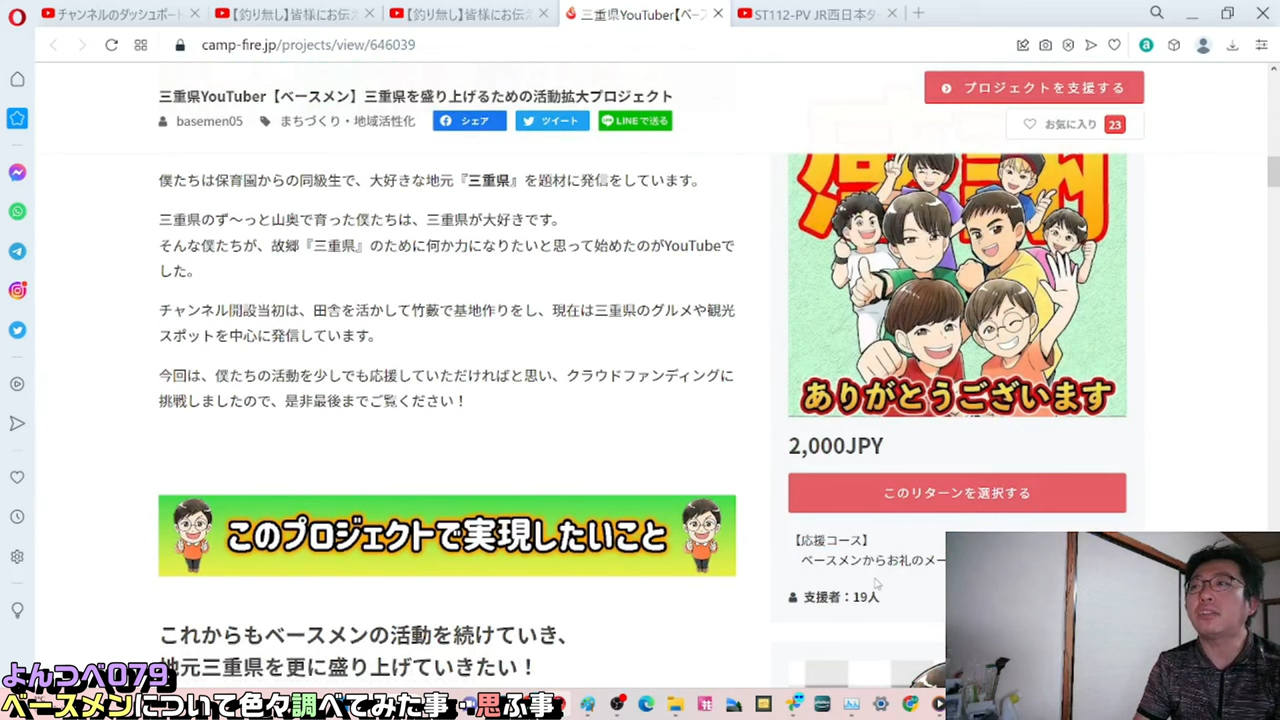 チャンネルのダッシュボート
【釣り無し】皆様にお伝え
【釣り無し】皆様にお伝え
三重県YouTuber【ベース
ST112-PV JR西日本タ
camp-fire.jp/projects/view/646039
三重県YouTuber【ベースメン】三重県を盛り上げるための活動拡大プロジェクト
basemen05 まちづくり・地域活性化 シェア ツイート LINEで送る
プロジェクトを支援する
お気に入り 23
僕たちは保育園からの同級生で、大好きな地元『三重県』を題材に発信をしています。
三重県のず〜っと山奥で育った僕たちは、三重県が大好きです。
そんな僕たちが、故郷『三重県』のために何か力になりたいと思って始めたのがYouTubeで
した。
チャンネル開設当初は、田舎を活かして竹藪で基地作りをし、現在は三重県のグルメや観光
スポットを中心に発信しています。
今回は、僕たちの活動を少しでも応援していただければと思い、クラウドファンディングに
挑戦しましたので、是非最後までご覧ください！
このプロジェクトで実現したいこと
これからもベースメンの活動を続けていき、
地元三重県を更に盛り上げていきたい！
ありがとうございます
2,000JPY
このリターンを選択する
【応援コース】
ベースメンからお礼のメー
支援者：19人
よんつべ079
ベースメンについて色々調べてみた事・思ふ事